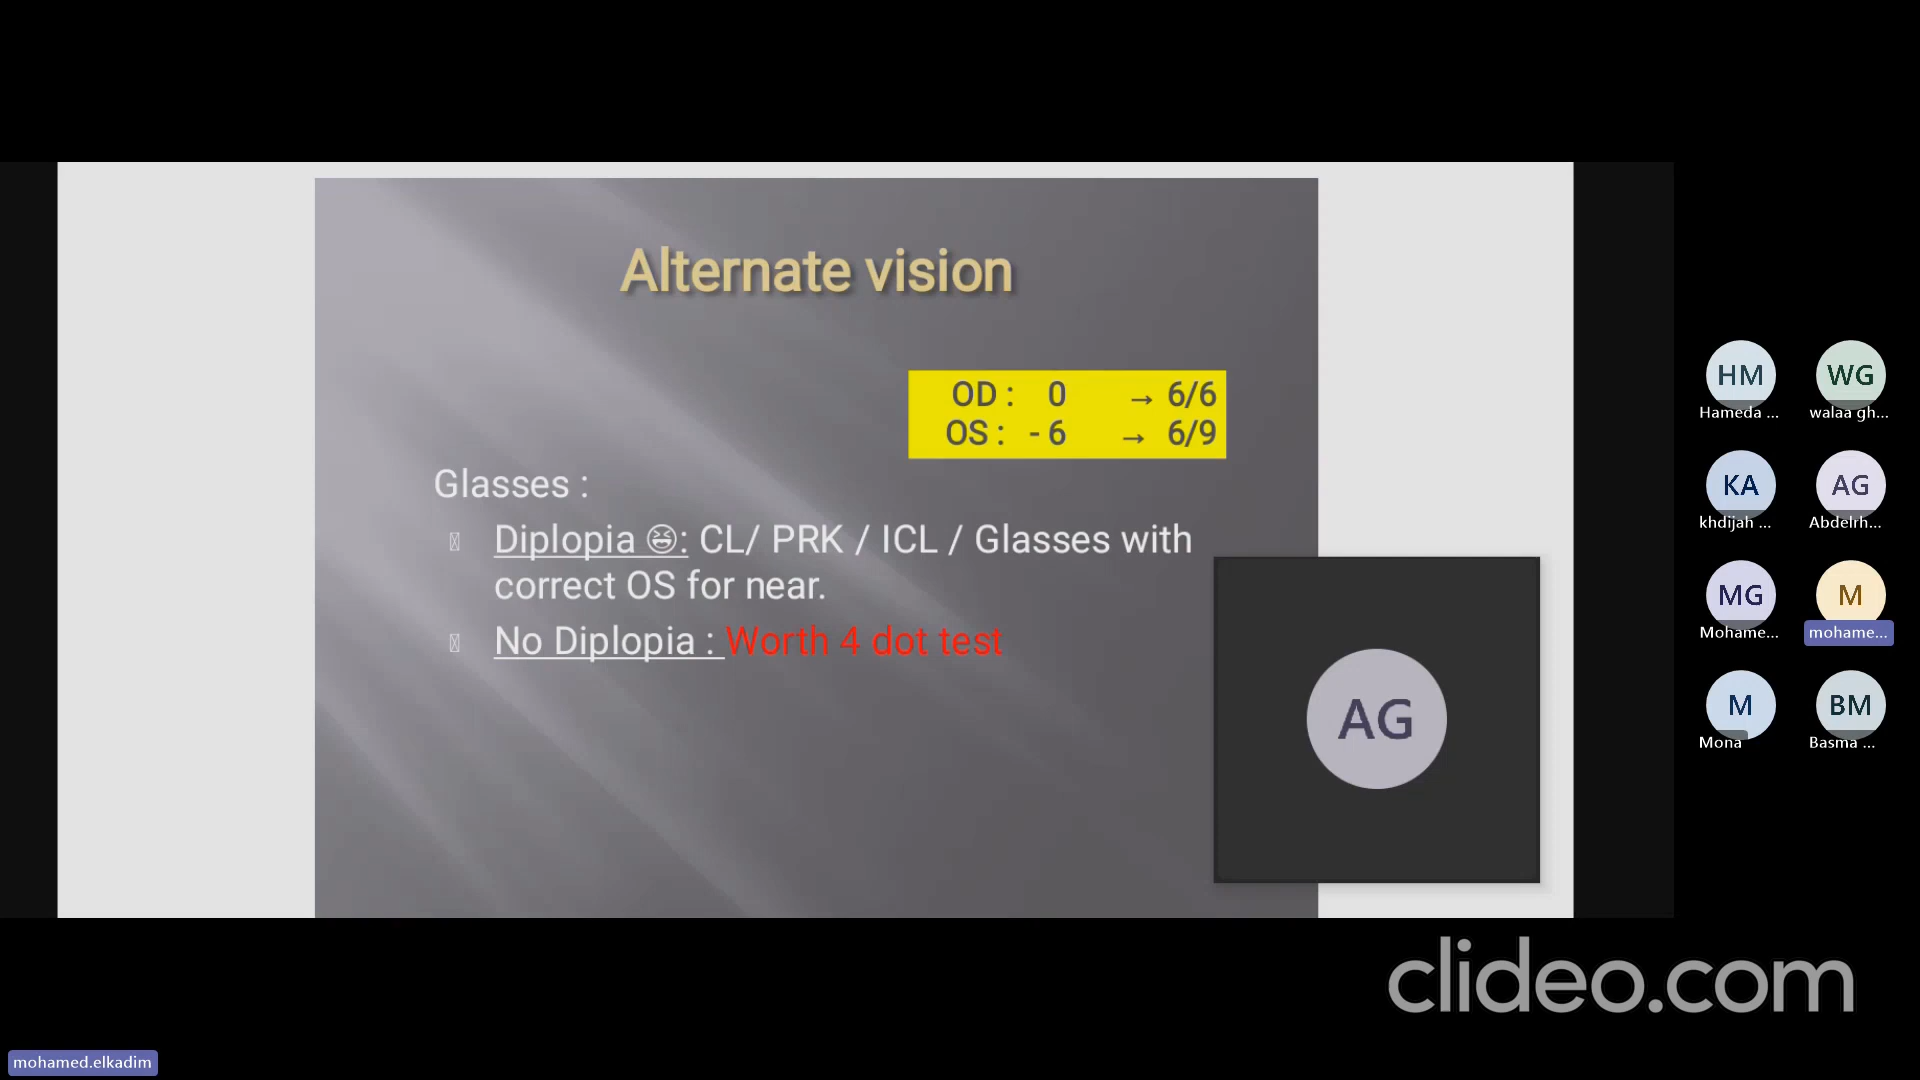 Alternate vision
OD : 0 → 6/6
OS : - 6 → 6/9
Glasses :
Diplopia 😆: CL/ PRK / ICL / Glasses with
correct OS for near.
No Diplopia : Worth 4 dot test
AG
HM
Hameda ...
WG
walaa gh...
KA
khdijah ...
AG
Abdelrh...
MG
Mohame...
M
mohame...
M
Mona
BM
Basma ...
clideo.com
mohamed.elkadim